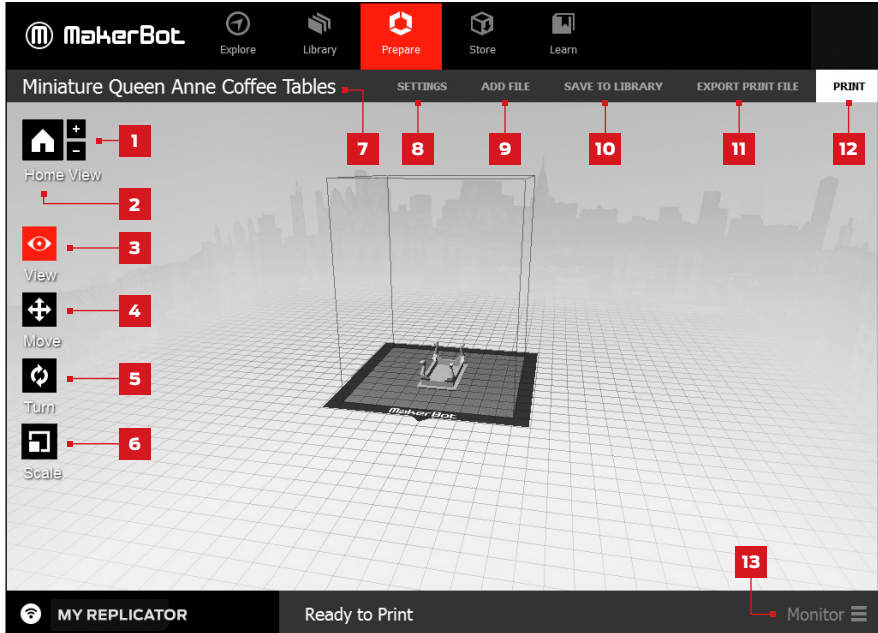 MakerBot
Explore
Library
Prepare
Store
Learn
Miniature Queen Anne Coffee Tables
SETTINGS
ADD FILE
SAVE TO LIBRARY
EXPORT PRINT FILE
PRINT
7
8
9
10
11
12
+
-
1
Home View
2
3
View
4
Move
5
Turn
6
Scale
MakerBot
13
MY REPLICATOR
Ready to Print
Monitor